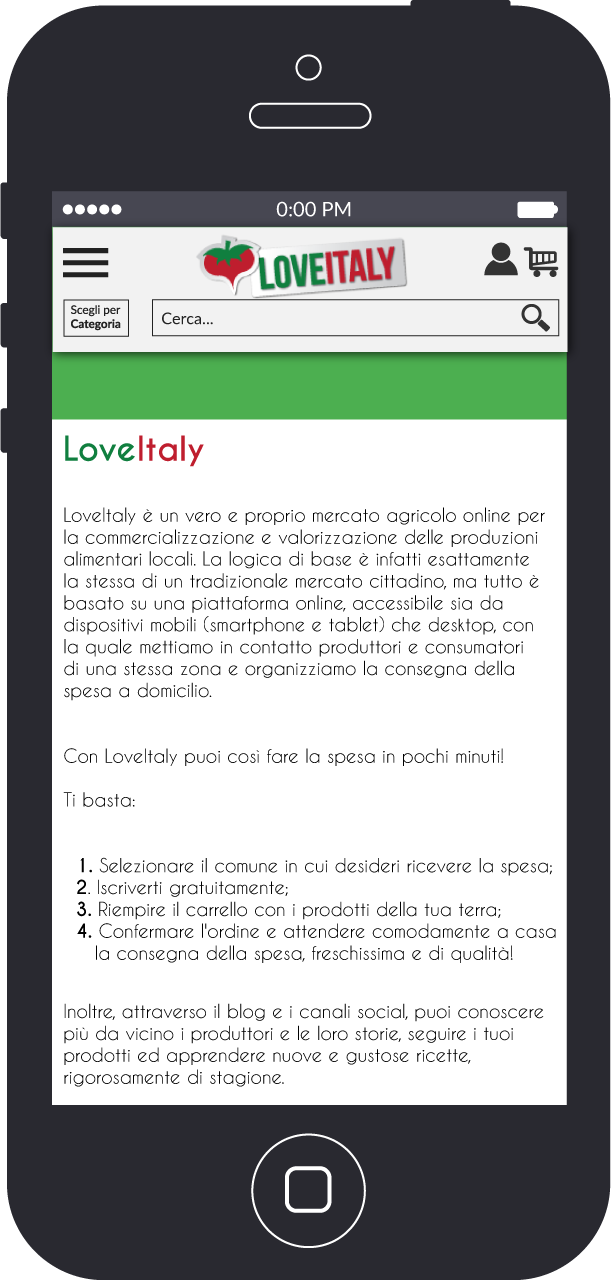 0:00 PM
LOVEITALY
Scegli per
Categoria
Cerca...
LoveItaly
LoveItaly è un vero e proprio mercato agricolo online per
la commercializzazione e valorizzazione delle produzioni
alimentari locali. La logica di base è infatti esattamente
la stessa di un tradizionale mercato cittadino, ma tutto è
basato su una piattaforma online, accessibile sia da
dispositivi mobili (smartphone e tablet) che desktop, con
la quale mettiamo in contatto produttori e consumatori
di una stessa zona e organizziamo la consegna della
spesa a domicilio.
Con LoveItaly puoi così fare la spesa in pochi minuti!
Ti basta:
1. Selezionare il comune in cui desideri ricevere la spesa;
2. Iscriverti gratuitamente;
3. Riempire il carrello con i prodotti della tua terra;
4. Confermare l'ordine e attendere comodamente a casa
la consegna della spesa, freschissima e di qualità!
Inoltre, attraverso il blog e i canali social, puoi conoscere
più da vicino i produttori e le loro storie, seguire i tuoi
prodotti ed apprendere nuove e gustose ricette,
rigorosamente di stagione.